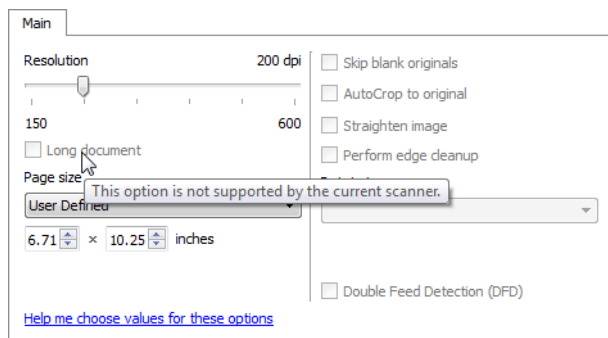 Main
Resolution 200 dpi
150 600
Long document
Page size
This option is not supported by the current scanner.
User Defined
6.71 × 10.25 inches
Help me choose values for these options
Skip blank originals
AutoCrop to original
Straighten image
Perform edge cleanup
Double Feed Detection (DFD)